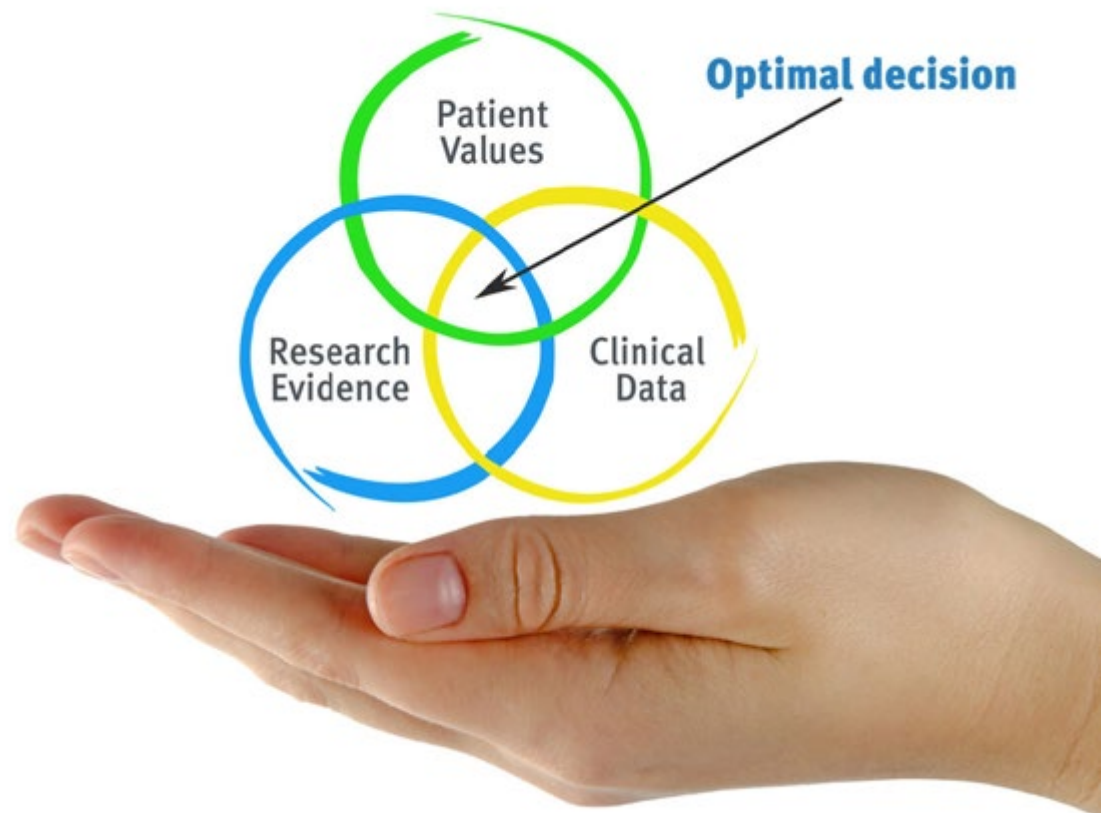 Optimal decision
Patient
Values
Research
Evidence
Clinical
Data